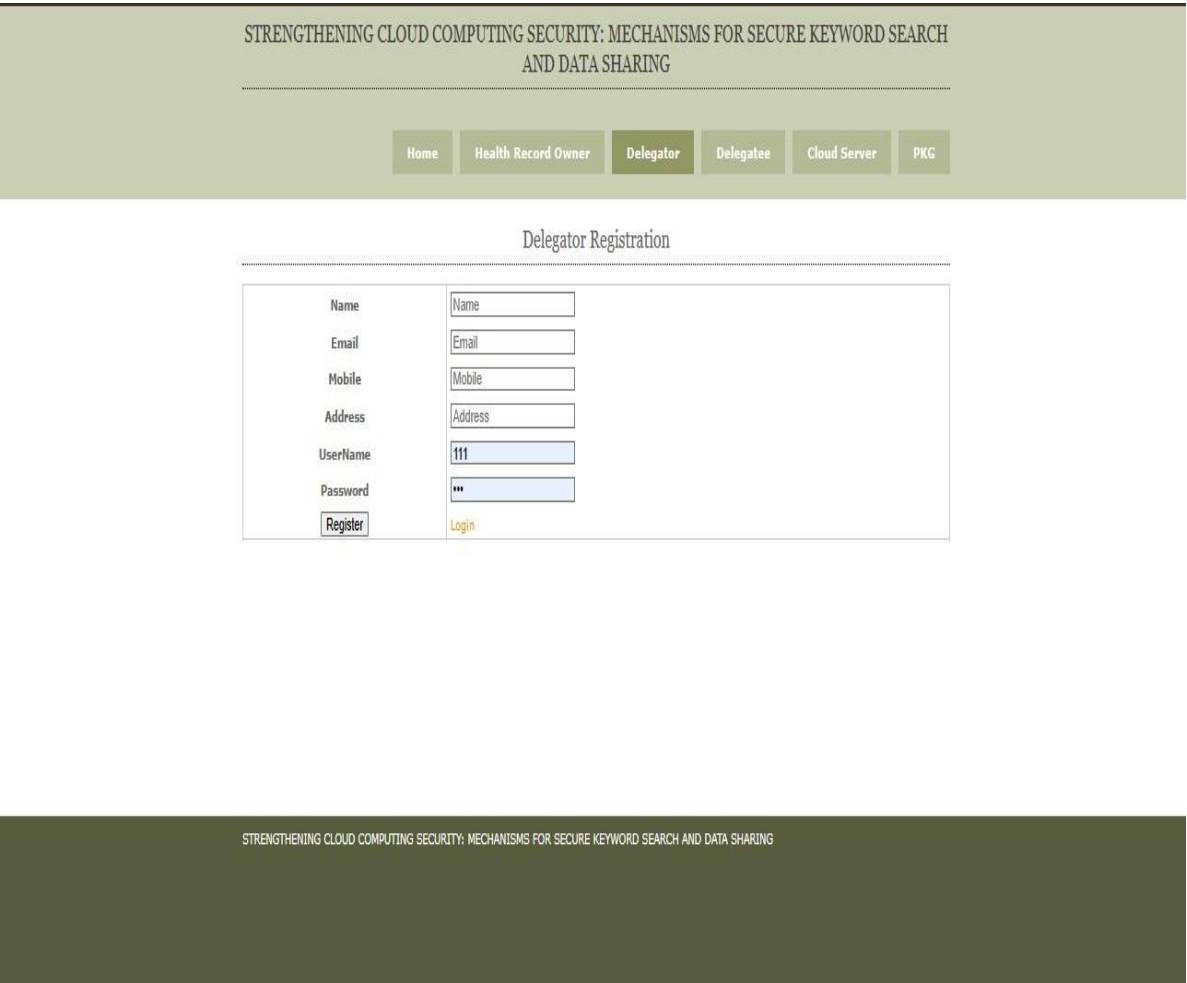 STRENGTHENING CLOUD COMPUTING SECURITY: MECHANISMS FOR SECURE KEYWORD SEARCH
AND DATA SHARING
Home Health Record Owner Delegator Delegatee Cloud Server PKG
Delegator Registration
Name Name
Email Email
Mobile Mobile
Address Address
UserName 111
Password •••
Register Login
STRENGTHENING CLOUD COMPUTING SECURITY: MECHANISMS FOR SECURE KEYWORD SEARCH AND DATA SHARING